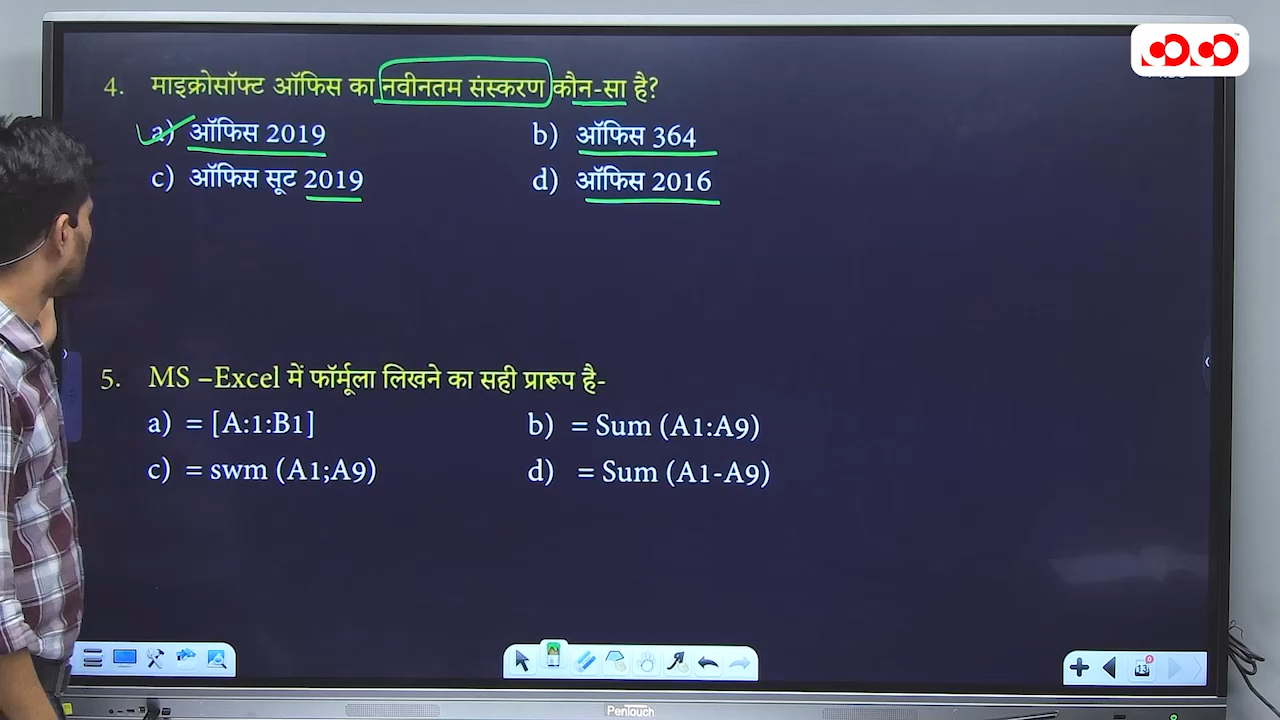 4. माइक्रोसॉफ्ट ऑफिस का नवीनतम संस्करण कौन-सा है?
a) ऑफिस 2019 b) ऑफिस 364
c) ऑफिस सूट 2019 d) ऑफिस 2016
5. MS –Excel में फॉर्मूला लिखने का सही प्रारूप है-
a) = [A:1:B1] b) = Sum (A1:A9)
c) = swm (A1;A9) d) = Sum (A1-A9)
13
PenTouch